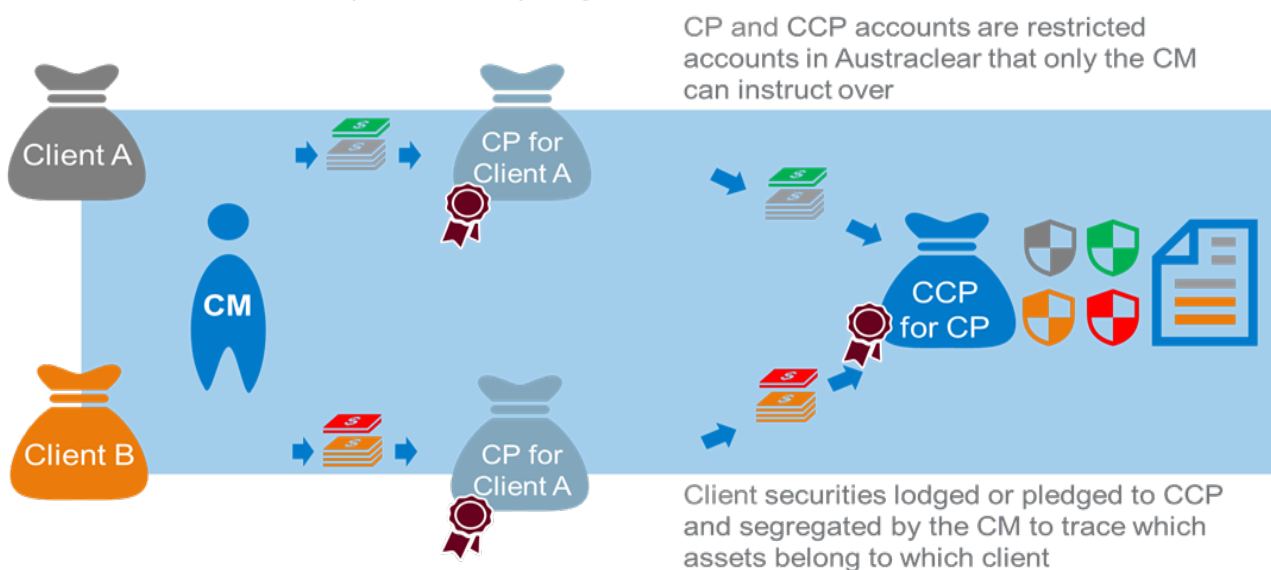 CP and CCP accounts are restricted
accounts in Austraclear that only the CM
can instruct over
Client A
CP for
Client A
CM
CCP
for CP
Client B
CP for
Client A
Client securities lodged or pledged to CCP
and segregated by the CM to trace which
assets belong to which client